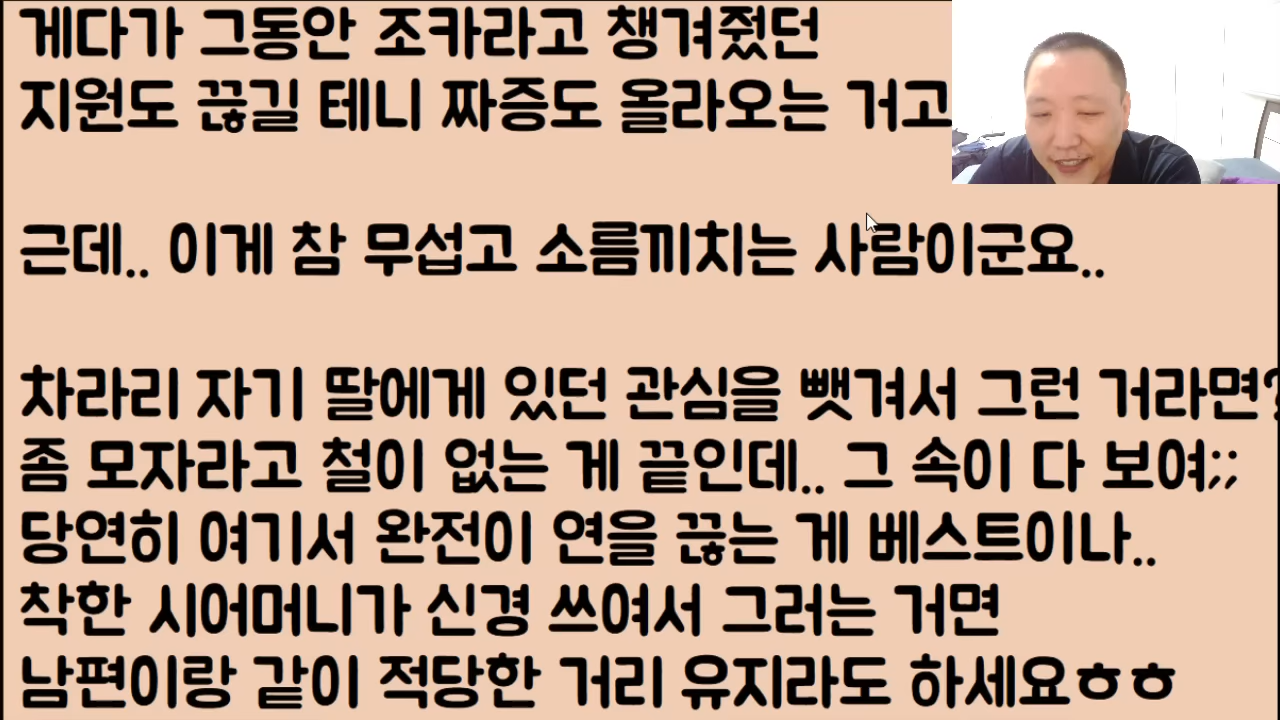 게다가 그동안 조카라고 챙겨줬던
지원도 끊길 테니 짜증도 올라오는 거고
근데.. 이게 참 무섭고 소름끼치는 사람이군요..
차라리 자기 딸에게 있던 관심을 뺏겨서 그런 거라면?
좀 모자라고 철이 없는 게 끝인데.. 그 속이 다 보여;;
당연히 여기서 완전이 연을 끊는 게 베스트이나..
착한 시어머니가 신경 쓰여서 그러는 거면
남편이랑 같이 적당한 거리 유지라도 하세요ㅎㅎ